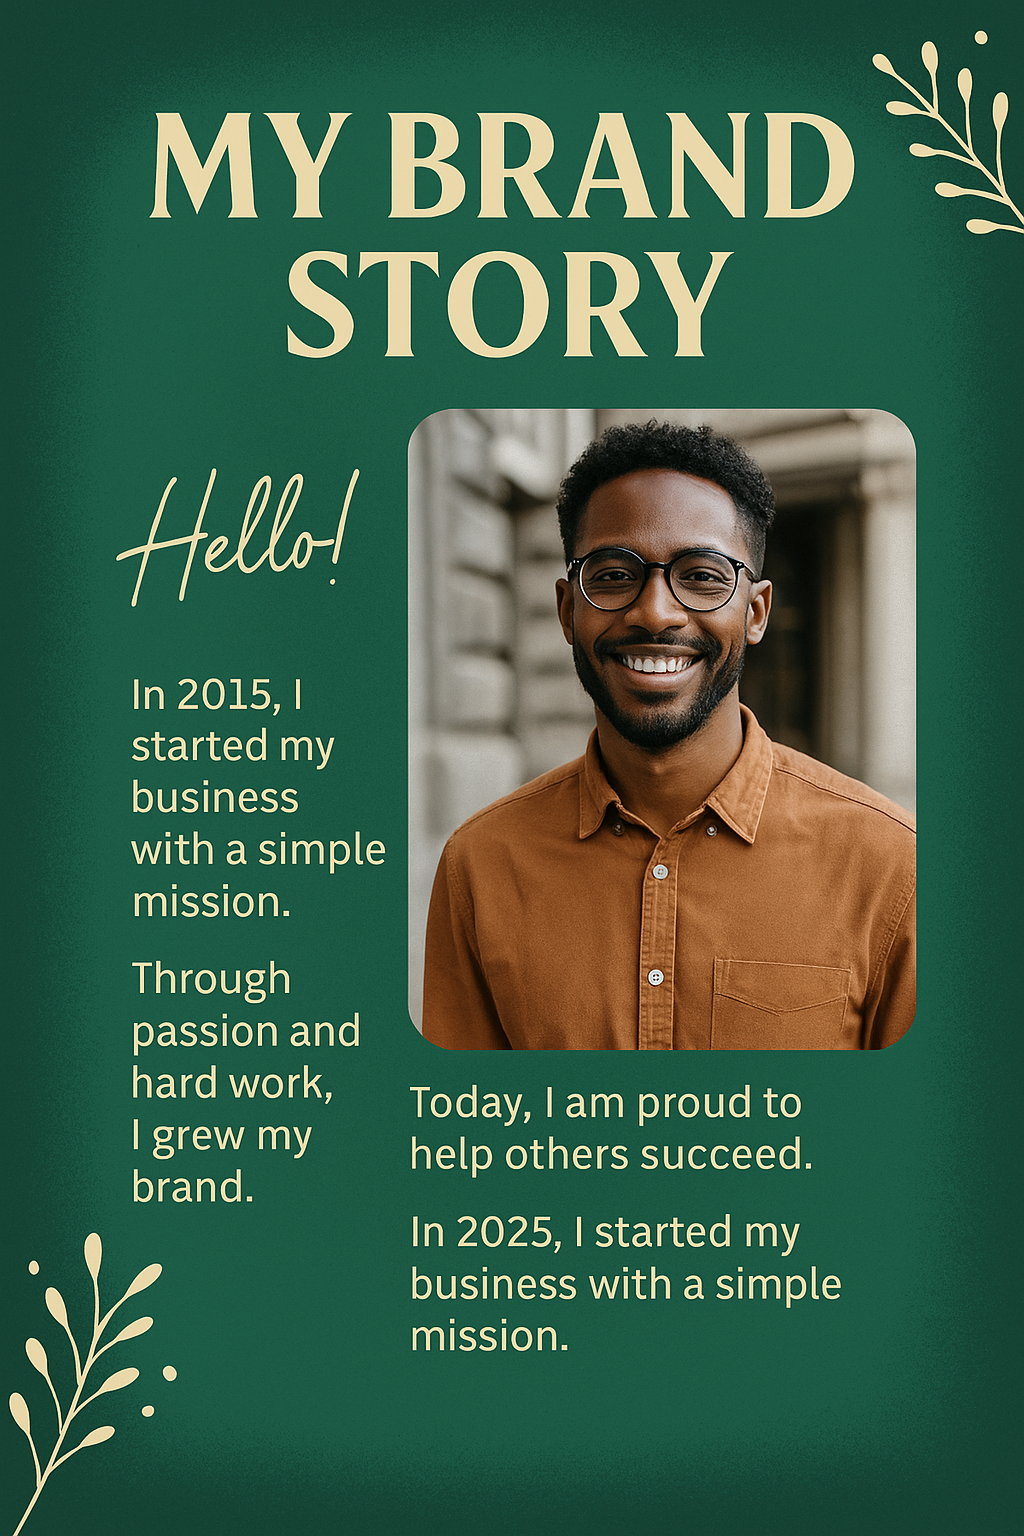 MY BRAND
STORY
Hello!
In 2015, I
started my
business
with a simple
mission.
Through
passion and
hard work,
I grew my
brand.
Today, I am proud to
help others succeed.
In 2025, I started my
business with a simple
mission.